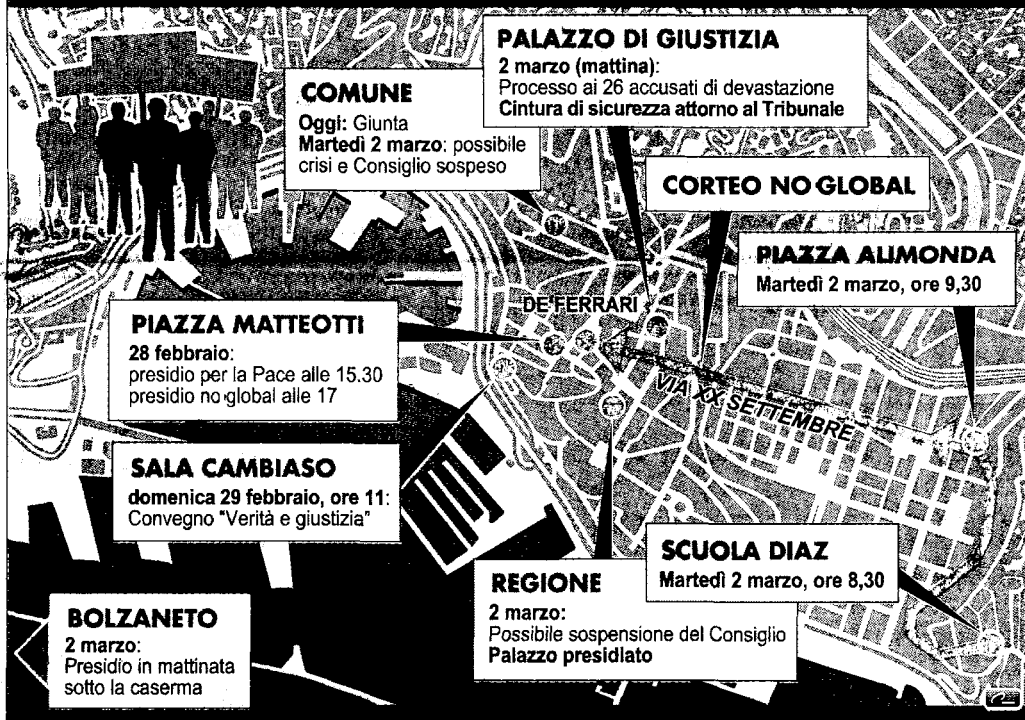 PALAZZO DI GIUSTIZIA
2 marzo (mattina):
Processo ai 26 accusati di devastazione
Cintura di sicurezza attorno al Tribunale
COMUNE
Oggi: Giunta
Martedì 2 marzo: possibile
crisi e Consiglio sospeso
CORTEO NO GLOBAL
PIAZZA ALIMONDA
Martedì 2 marzo, ore 9,30
DE FERRARI
PIAZZA MATTEOTTI
28 febbraio:
presidio per la Pace alle 15.30
presidio no global alle 17
VIA XX SETTEMBRE
SALA CAMBIASO
domenica 29 febbraio, ore 11:
Convegno "Verità e giustizia"
SCUOLA DIAZ
Martedì 2 marzo, ore 8,30
REGIONE
2 marzo:
Possibile sospensione del Consiglio
Palazzo presidiato
BOLZANETO
2 marzo:
Presidio in mattinata
sotto la caserma